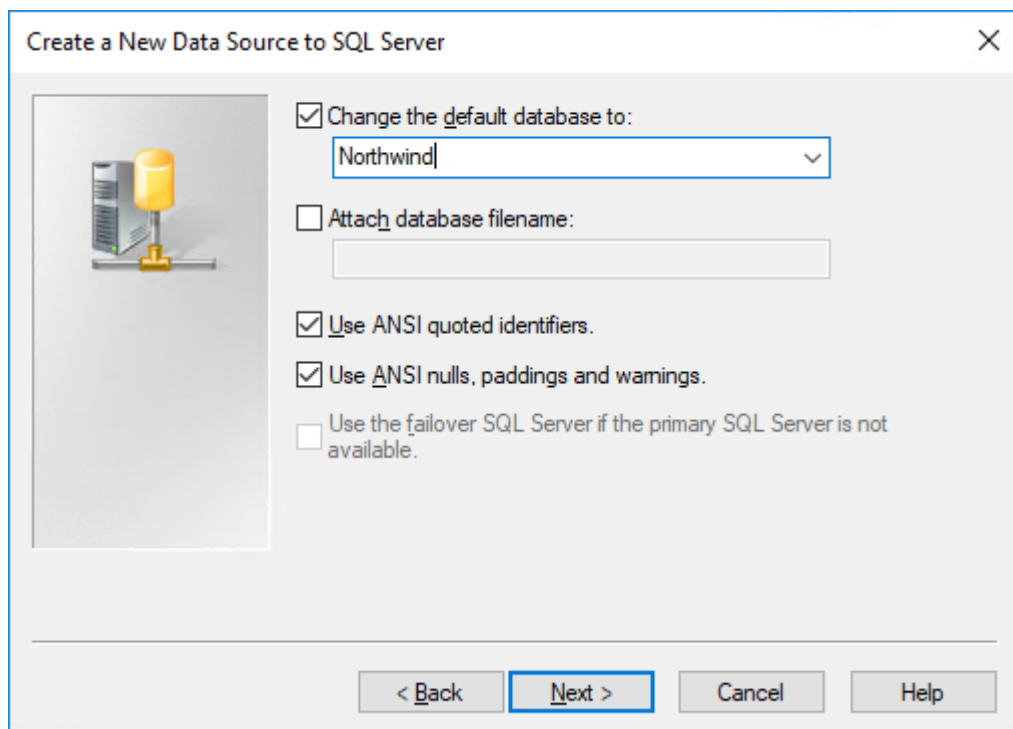 Create a New Data Source to SQL Server
Change the default database to:
Northwind
Attach database filename:
Use ANSI quoted identifiers.
Use ANSI nulls, paddings and warnings.
Use the failover SQL Server if the primary SQL Server is not
available.
< Back
Next >
Cancel
Help